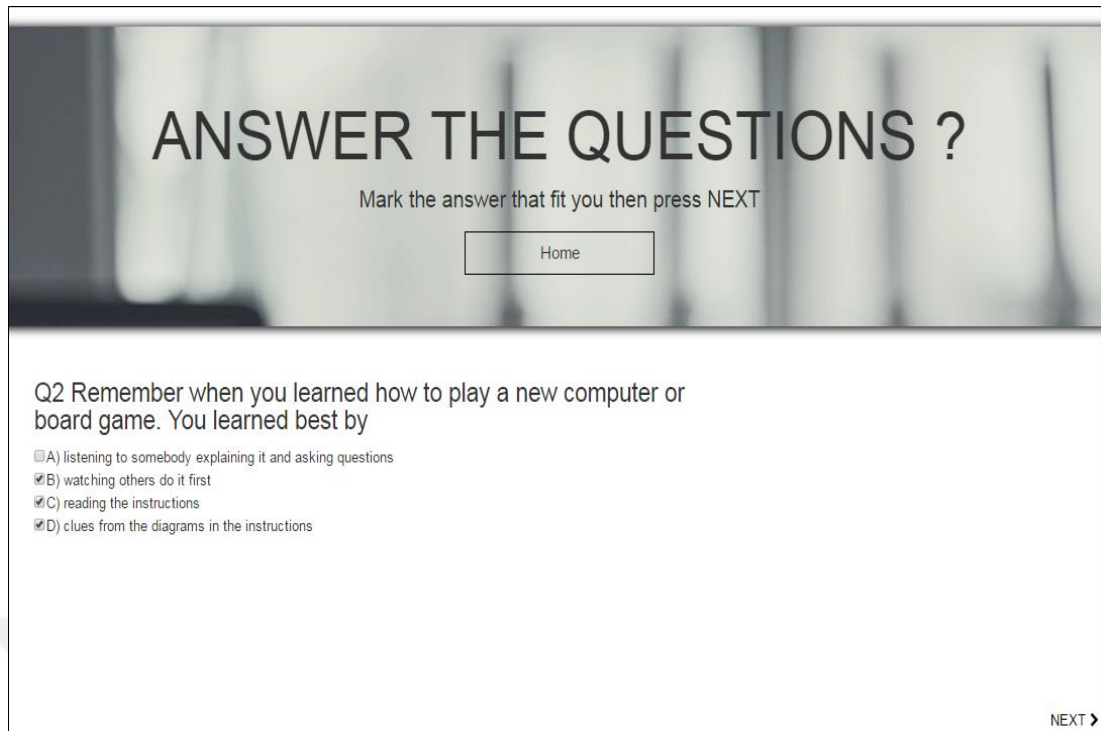 ANSWER THE QUESTIONS ?
Mark the answer that fit you then press NEXT
Home
Q2 Remember when you learned how to play a new computer or
board game. You learned best by
A) listening to somebody explaining it and asking questions
B) watching others do it first
C) reading the instructions
D) clues from the diagrams in the instructions
NEXT